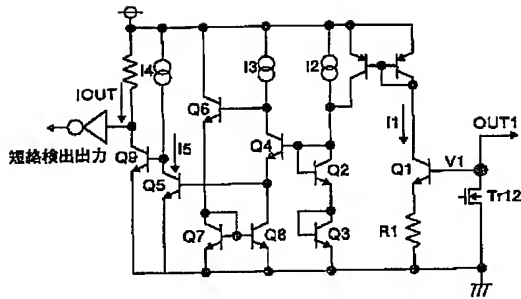 I4
I3
I2
IOUT
Q6
I1
OUT1
I5
Q4
短絡検出出力
Q9
Q5
Q2
Q1
V1
Tr12
Q7
Q8
Q3
R1